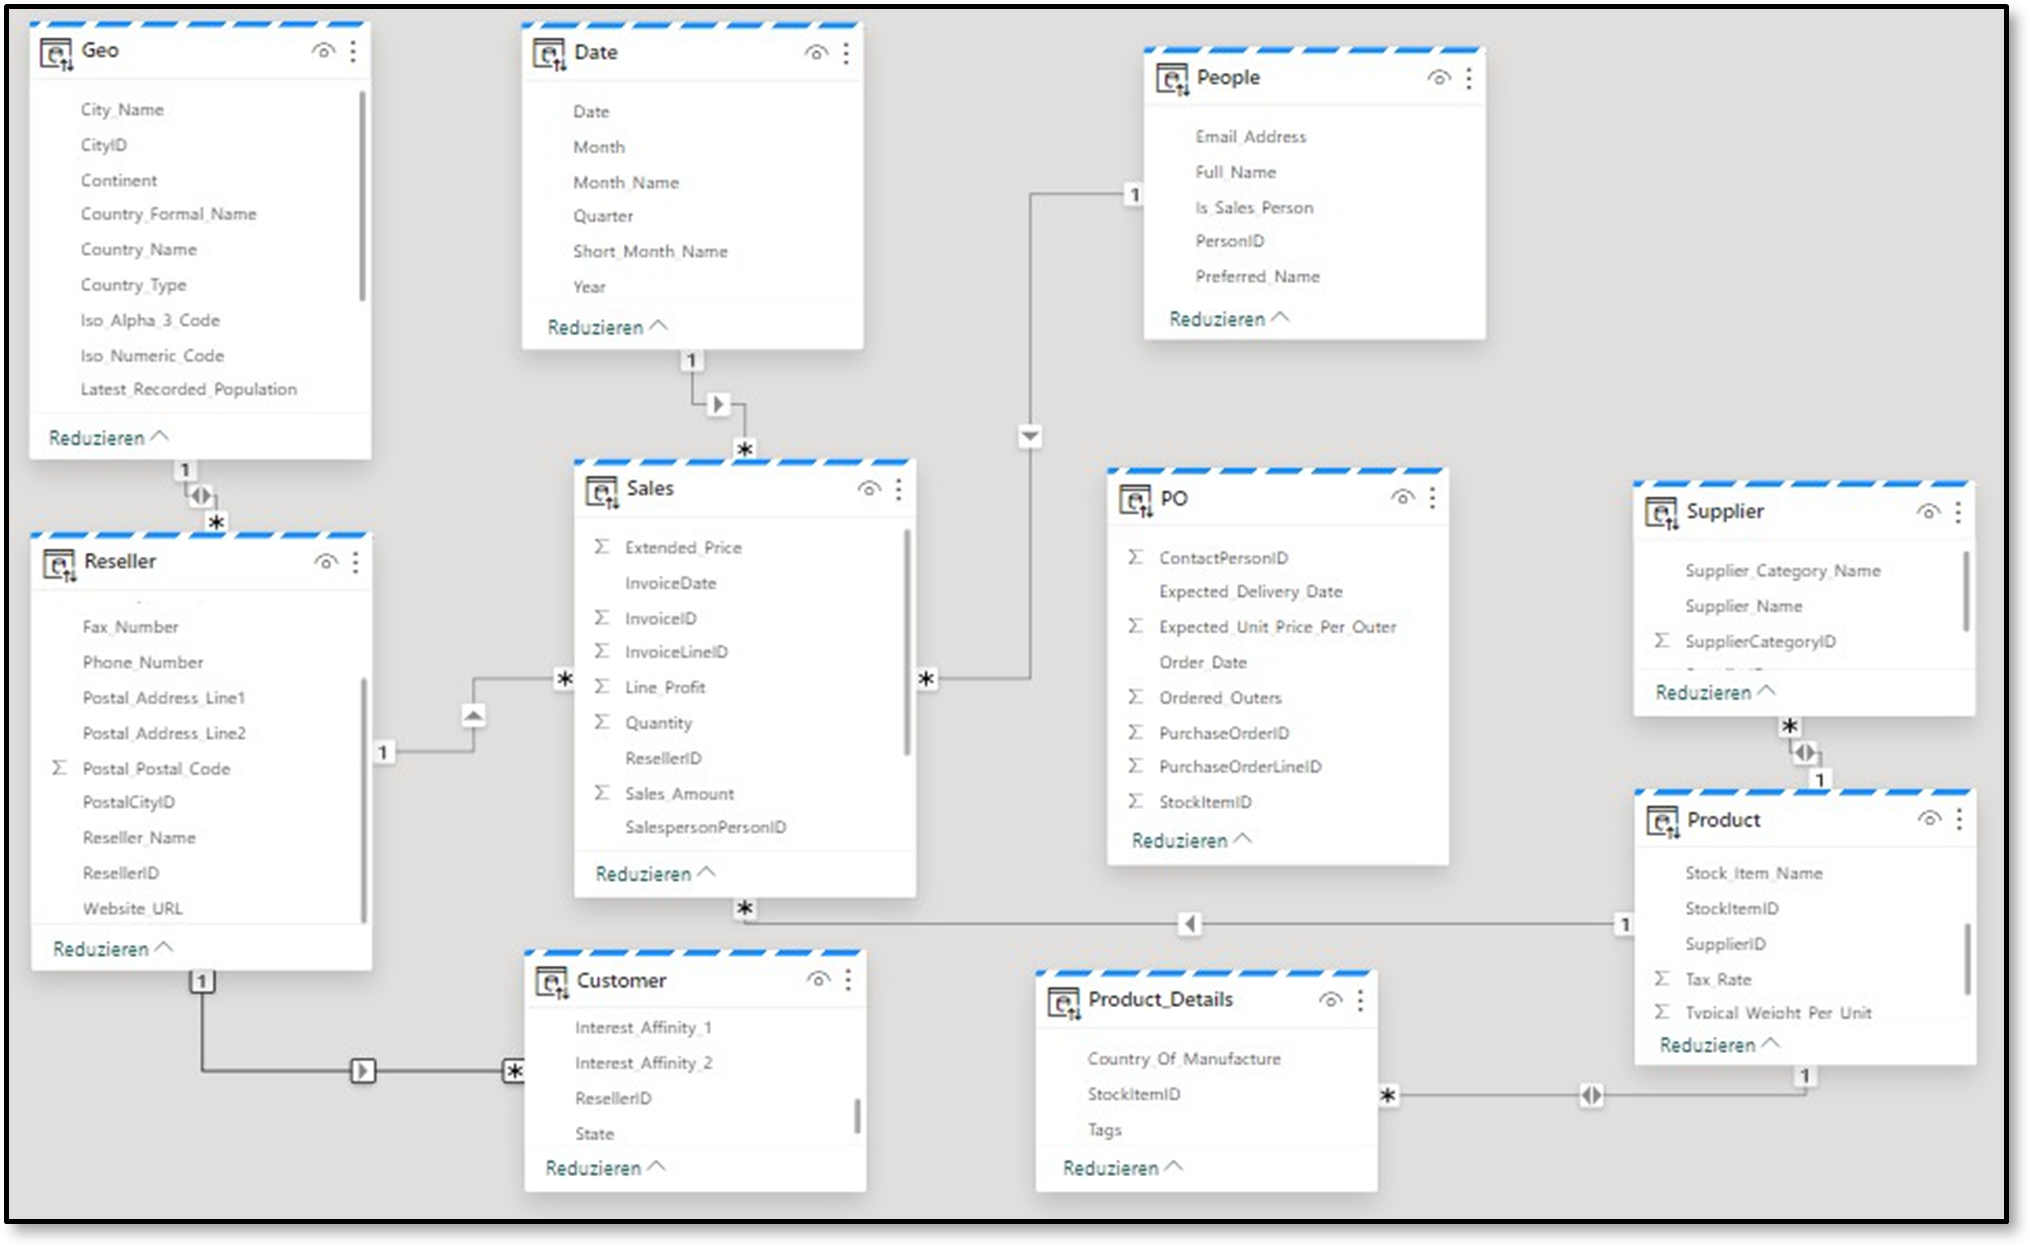 Geo
City_Name
CityID
Continent
Country_Formal_Name
Country_Name
Country_Type
Iso_Alpha_3_Code
Iso_Numeric_Code
Latest_Recorded_Population
Reduzieren
1
*
Date
Date
Month
Month_Name
Quarter
Short_Month_Name
Year
Reduzieren
1
*
People
Email_Address
Full_Name
Is_Sales_Person
PersonID
Preferred_Name
Reduzieren
1
*
Reseller
Fax_Number
Phone_Number
Postal_Address_Line1
Postal_Address_Line2
Σ Postal_Postal_Code
PostalCityID
Reseller_Name
ResellerID
Website_URL
Reduzieren
1
*
1
*
Sales
Σ Extended_Price
InvoiceDate
Σ InvoiceID
Σ InvoiceLineID
Σ Line_Profit
Σ Quantity
ResellerID
Σ Sales_Amount
SalespersonPersonID
Reduzieren
*
1
PO
Σ ContactPersonID
Expected_Delivery_Date
Σ Expected_Unit_Price_Per_Outer
Order_Date
Σ Ordered_Outers
Σ PurchaseOrderID
Σ PurchaseOrderLineID
Σ StockItemID
Reduzieren
Supplier
Supplier_Category_Name
Supplier_Name
Σ SupplierCategoryID
Reduzieren
*
1
Product
Stock_Item_Name
StockItemID
SupplierID
Σ Tax_Rate
Σ Typical_Weight_Per_Unit
Reduzieren
1
*
Customer
Interest_Affinity_1
Interest_Affinity_2
ResellerID
State
Reduzieren
Product_Details
Country_Of_Manufacture
StockItemID
Tags
Reduzieren